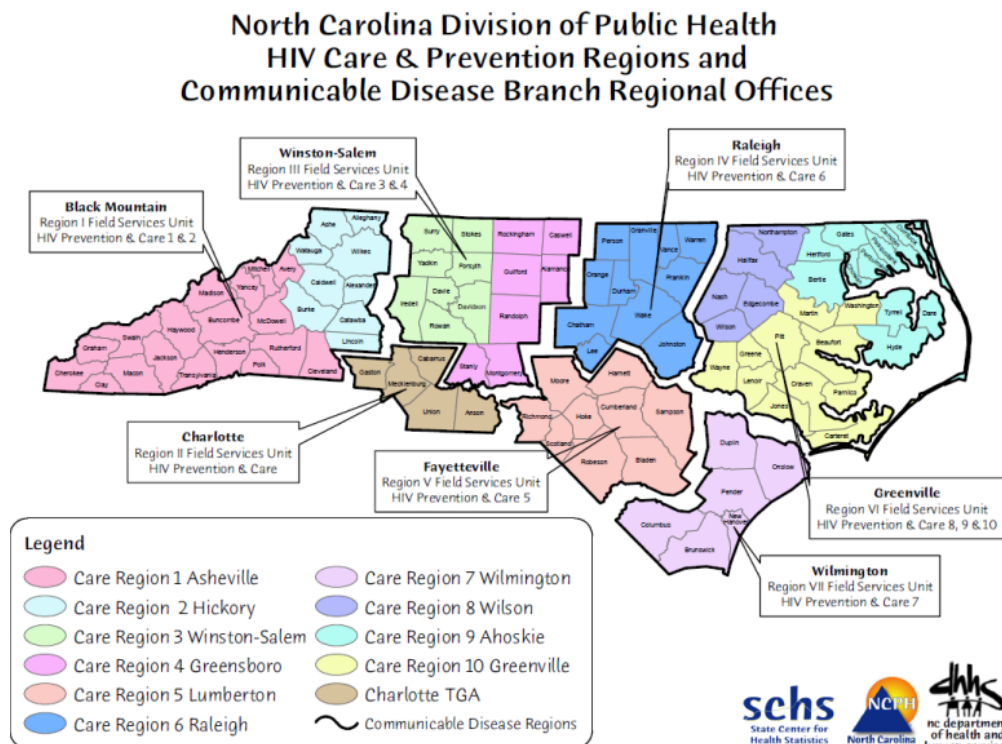 North Carolina Division of Public Health
HIV Care & Prevention Regions and
Communicable Disease Branch Regional Offices
Winston-Salem
Region III Field Services Unit
HIV Prevention & Care 3 & 4
Raleigh
Region IV Field Services Unit
HIV Prevention & Care 6
Black Mountain
Region I Field Services Unit
HIV Prevention & Care 1 & 2
Ashe
Alleghany
Watauga
Wilkes
Mitchell
Avery
Yancey
Caldwell
Alexander
Madison
Burke
Catawba
Buncombe
McDowell
Haywood
Lincoln
Swain
Rutherford
Graham
Jackson
Henderson
Polk
Cleveland
Cherokee
Macon
Transylvania
Clay
Surry
Stokes
Rockingham
Caswell
Yadkin
Forsyth
Guilford
Alamance
Davie
Iredell
Davidson
Randolph
Rowan
Stanly
Montgomery
Gaston
Cabarrus
Mecklenburg
Union
Anson
Person
Granville
Vance
Warren
Orange
Durham
Franklin
Wake
Chatham
Lee
Johnston
Northampton
Gates
Halifax
Hertford
Bertie
Nash
Edgecombe
Martin
Washington
Tyrrell
Dare
Wilson
Pitt
Beaufort
Hyde
Greene
Wayne
Lenoir
Craven
Pamlico
Jones
Carteret
Moore
Harnett
Richmond
Hoke
Cumberland
Sampson
Scotland
Robeson
Bladen
Duplin
Onslow
Pender
New
Hanover
Columbus
Brunswick
Charlotte
Region II Field Services Unit
HIV Prevention & Care
Fayetteville
Region V Field Services Unit
HIV Prevention & Care 5
Greenville
Region VI Field Services Unit
HIV Prevention & Care 8, 9 & 10
Wilmington
Region VII Field Services Unit
HIV Prevention & Care 7
Legend
Care Region 1 Asheville
Care Region 2 Hickory
Care Region 3 Winston-Salem
Care Region 4 Greensboro
Care Region 5 Lumberton
Care Region 6 Raleigh
Care Region 7 Wilmington
Care Region 8 Wilson
Care Region 9 Ahoskie
Care Region 10 Greenville
Charlotte TGA
Communicable Disease Regions
schs
State Center for
Health Statistics
NCPH
North Carolina
dhhs
nc department
of health and